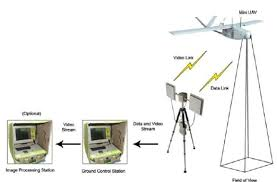 Mini UAV
Video Link
Data Link
(Optional)
Video
Stream
Data and Video
Stream
Image Processing Station
Ground Control Station
Field of View